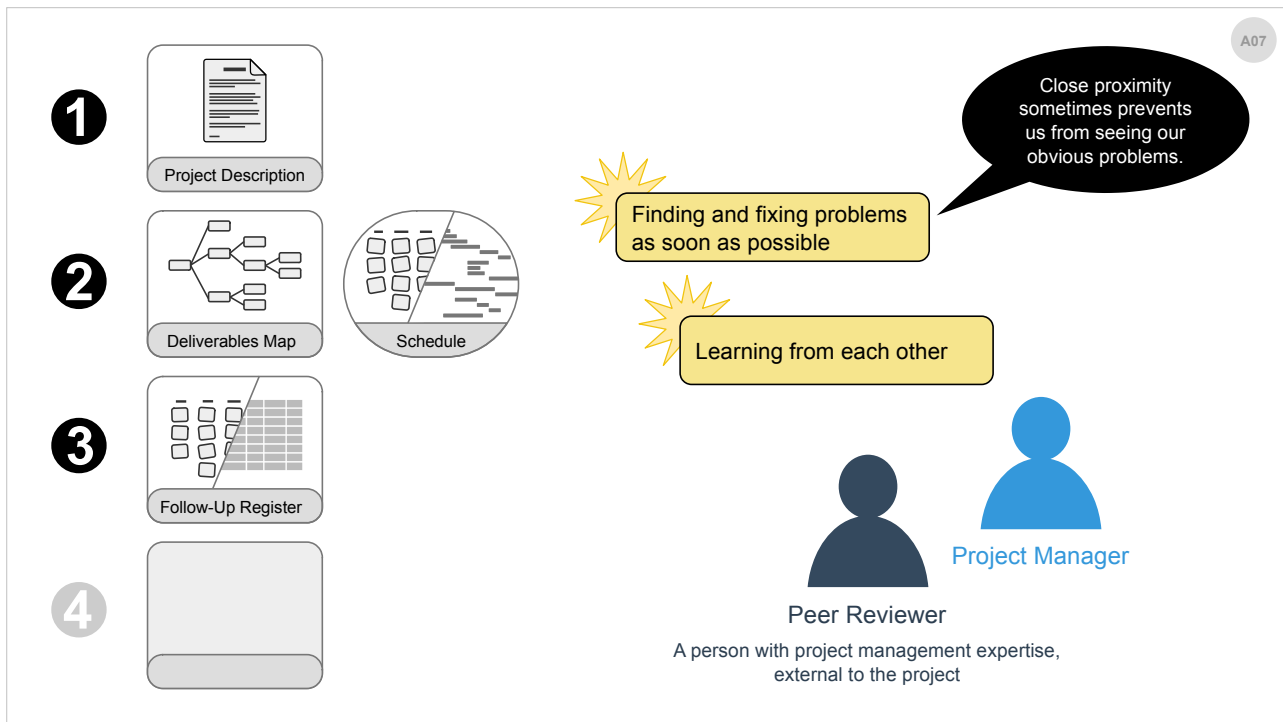 A07
1
Project Description
2
Deliverables Map
Schedule
3
Follow-Up Register
4
Close proximity
sometimes prevents
us from seeing our
obvious problems.
Finding and fixing problems
as soon as possible
Learning from each other
Project Manager
Peer Reviewer
A person with project management expertise,
external to the project